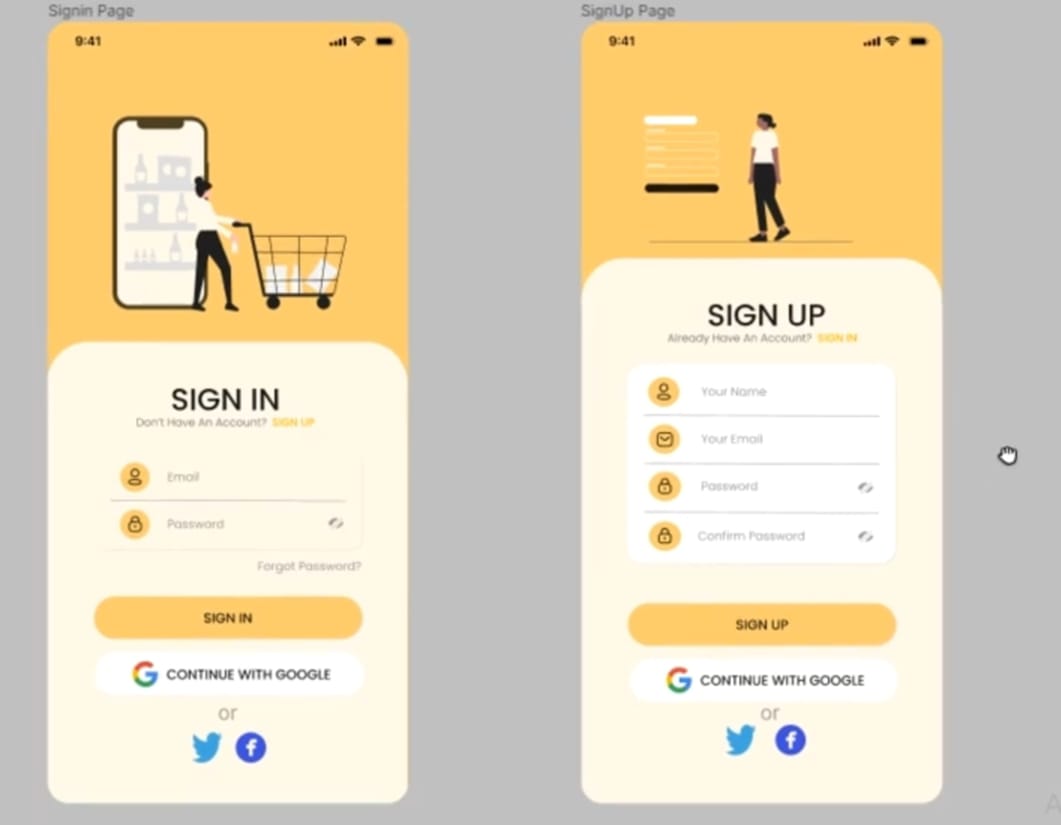 Signin Page
9:41
SIGN IN
Don't Have An Account? SIGN UP
Email
Password
Forgot Password?
SIGN IN
CONTINUE WITH GOOGLE
or
SignUp Page
9:41
SIGN UP
Already Have An Account? SIGN IN
Your Name
Your Email
Password
Confirm Password
SIGN UP
CONTINUE WITH GOOGLE
or